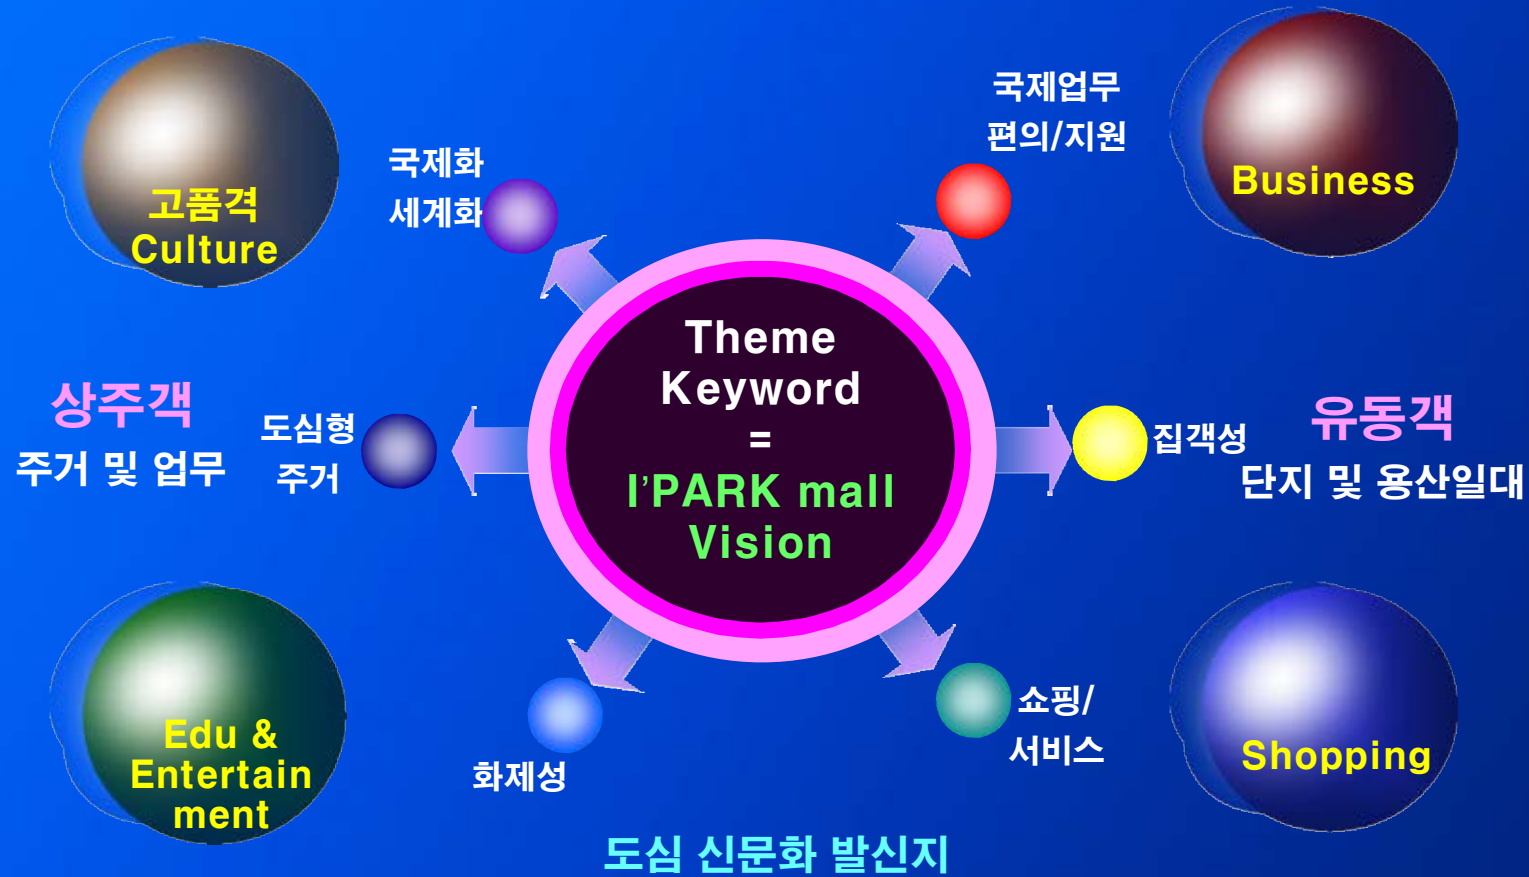 고품격
Culture
국제화
세계화
국제업무
편의/지원
Business
Theme
Keyword
=
I'PARK mall
Vision
상주객
주거 및 업무
도심형
주거
집객성
유동객
단지 및 용산일대
Edu &
Entertain
ment
화제성
쇼핑/
서비스
Shopping
도심 신문화 발신지